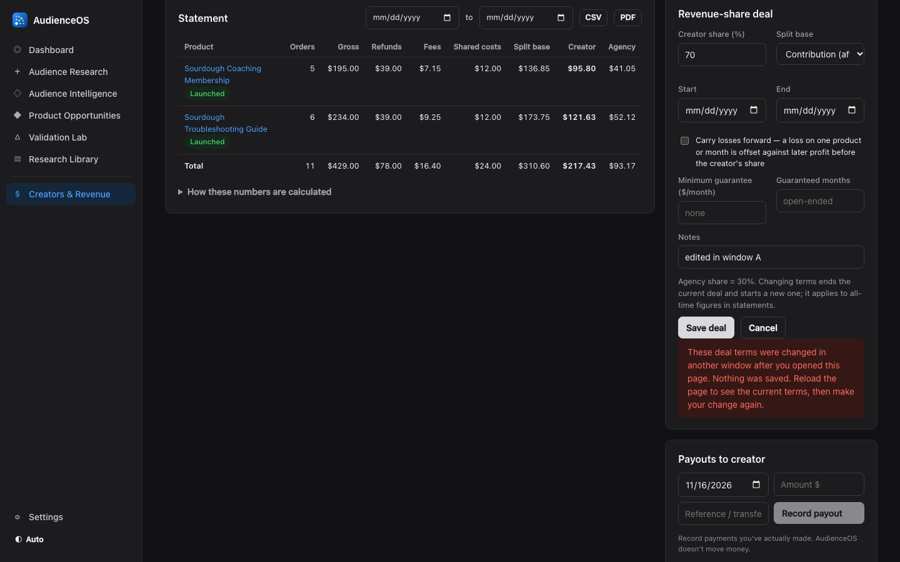 AudienceOS
Dashboard
Audience Research
Audience Intelligence
Product Opportunities
Validation Lab
Research Library
Creators & Revenue
Settings
Auto
Statement
mm/dd/yyyy to mm/dd/yyyy CSV PDF
Product Orders Gross Refunds Fees Shared costs Split base Creator Agency
Sourdough Coaching 5 $195.00 $39.00 $7.15 $12.00 $136.85 $95.80 $41.05
Membership
Launched
Sourdough 6 $234.00 $39.00 $9.25 $12.00 $173.75 $121.63 $52.12
Troubleshooting Guide
Launched
Total 11 $429.00 $78.00 $16.40 $24.00 $310.60 $217.43 $93.17
How these numbers are calculated
Revenue-share deal
Creator share (%) Split base
70 Contribution (af
Start End
mm/dd/yyyy mm/dd/yyyy
Carry losses forward — a loss on one product
or month is offset against later profit before
the creator's share
Minimum guarantee Guaranteed months
($/month)
none open-ended
Notes
edited in window A
Agency share = 30%. Changing terms ends the
current deal and starts a new one; it applies to all-
time figures in statements.
Save deal Cancel
These deal terms were changed in
another window after you opened this
page. Nothing was saved. Reload the
page to see the current terms, then make
your change again.
Payouts to creator
11/16/2026 Amount $
Reference / transfe Record payout
Record payments you've actually made. AudienceOS
doesn't move money.